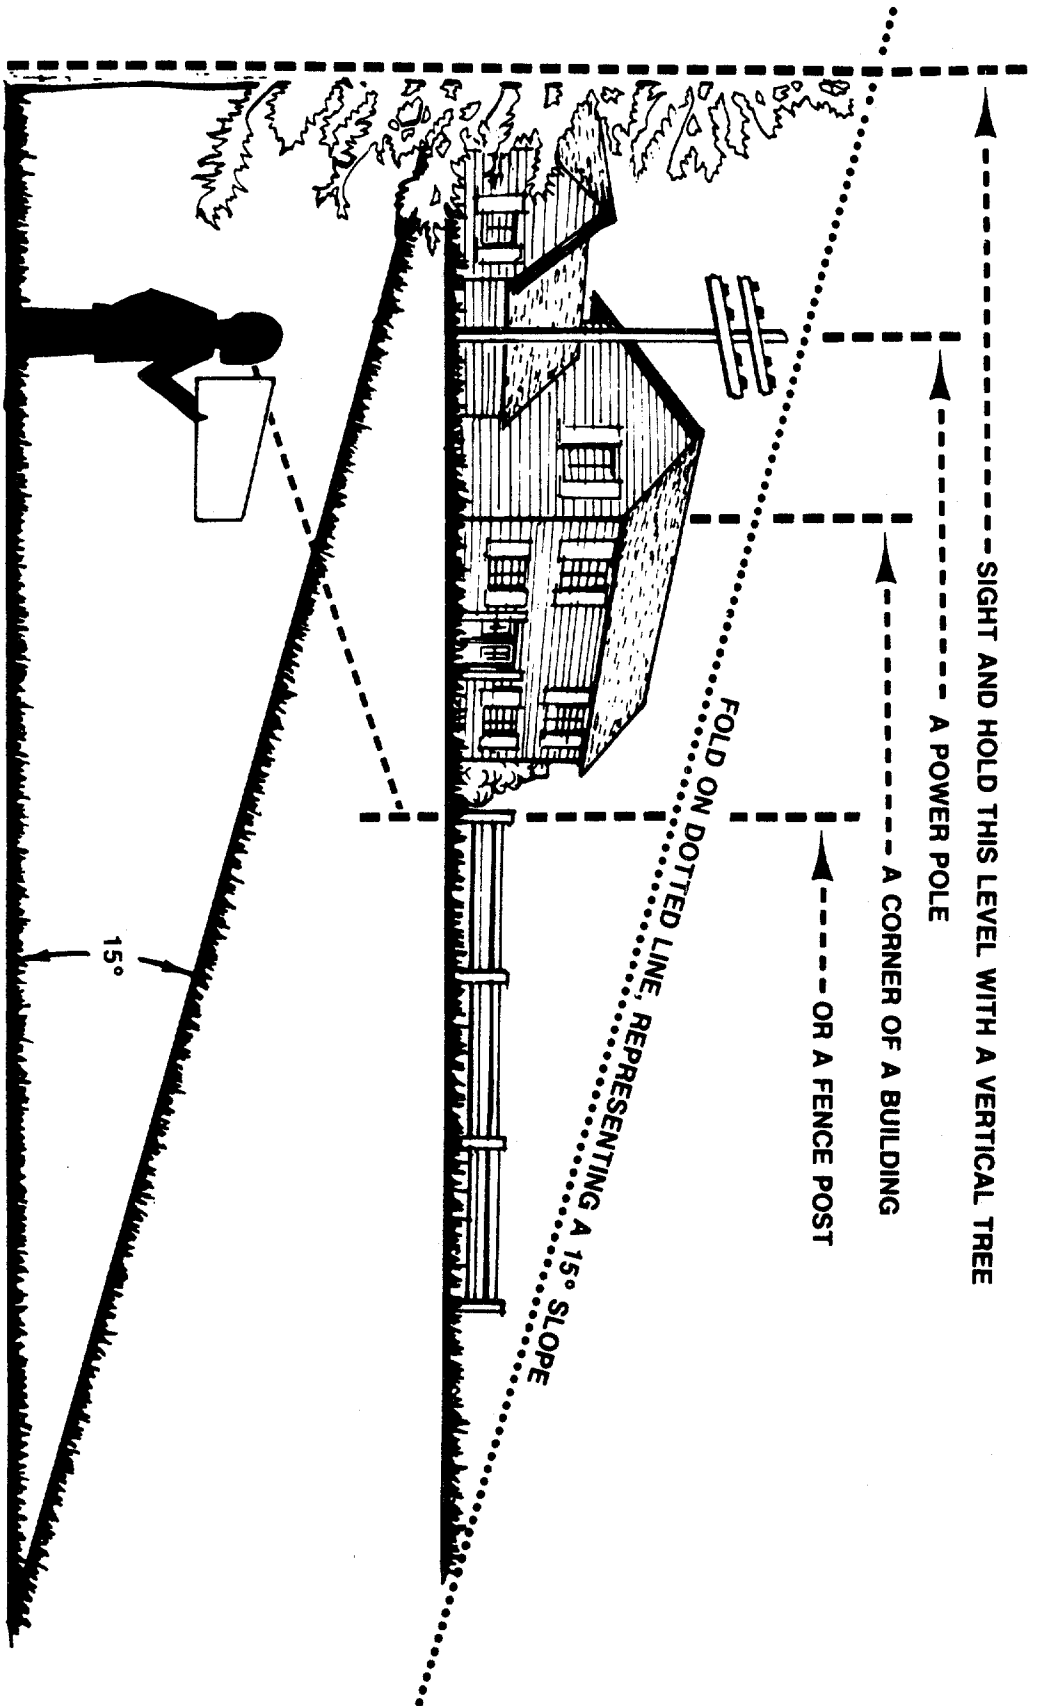 SIGHT AND HOLD THIS LEVEL WITH A VERTICAL TREE
A POWER POLE
A CORNER OF A BUILDING
OR A FENCE POST
FOLD ON DOTTED LINE, REPRESENTING A 15° SLOPE
15°